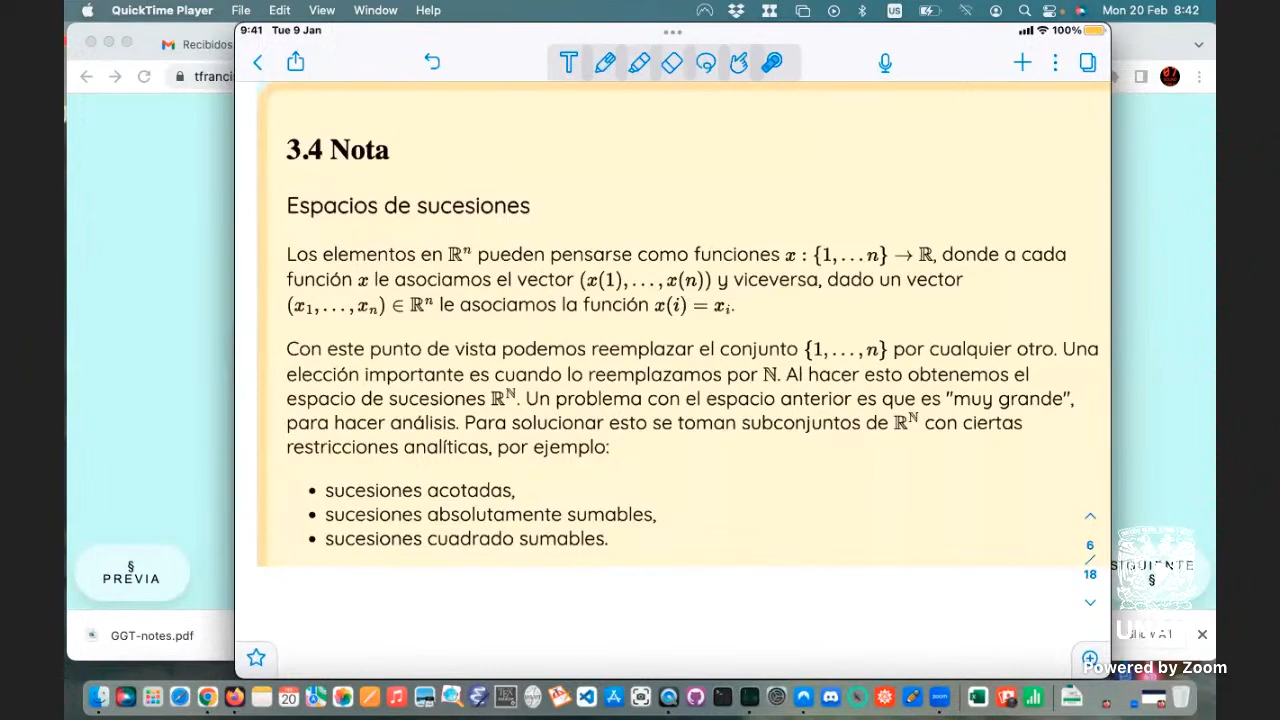 QuickTime Player File Edit View Window Help US Mon 20 Feb 8:42
9:41 Tue 9 Jan 100%
Recibidos
tfranci
3.4 Nota
Espacios de sucesiones
Los elementos en ℝⁿ pueden pensarse como funciones x : {1, … n} → ℝ, donde a cada
función x le asociamos el vector (x(1), …, x(n)) y viceversa, dado un vector
(x₁, …, xₙ) ∈ ℝⁿ le asociamos la función x(i) = xᵢ.
Con este punto de vista podemos reemplazar el conjunto {1, …, n} por cualquier otro. Una
elección importante es cuando lo reemplazamos por ℕ. Al hacer esto obtenemos el
espacio de sucesiones ℝ^ℕ. Un problema con el espacio anterior es que es "muy grande",
para hacer análisis. Para solucionar esto se toman subconjuntos de ℝ^ℕ con ciertas
restricciones analíticas, por ejemplo:
• sucesiones acotadas,
• sucesiones absolutamente sumables,
• sucesiones cuadrado sumables.
6
/
18
§
PREVIA
SIGUIENTE
§
GGT-notes.pdf
UNAM
Powered by Zoom